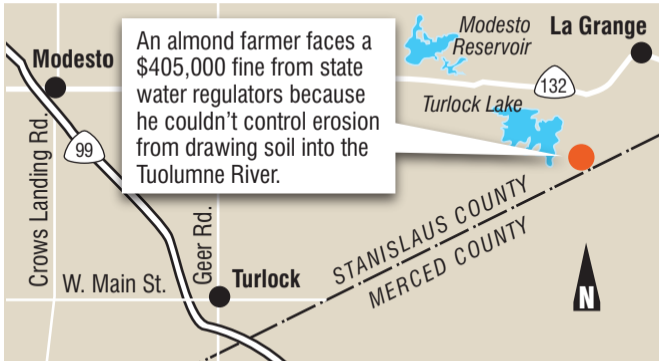 Modesto
Reservoir
La Grange
Modesto
An almond farmer faces a
$405,000 fine from state
water regulators because
he couldn’t control erosion
from drawing soil into the
Tuolumne River.
132
Turlock Lake
99
Crows Landing Rd.
Geer Rd.
W. Main St.
Turlock
STANISLAUS COUNTY
MERCED COUNTY
N